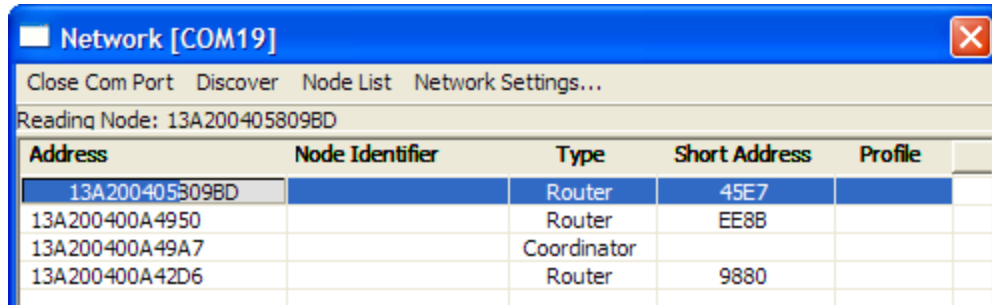 Network [COM19]
Close Com Port Discover Node List Network Settings...
Reading Node: 13A200405809BD
Address Node Identifier Type Short Address Profile
13A200405809BD Router 45E7
13A200400A4950 Router EE8B
13A200400A49A7 Coordinator
13A200400A42D6 Router 9880